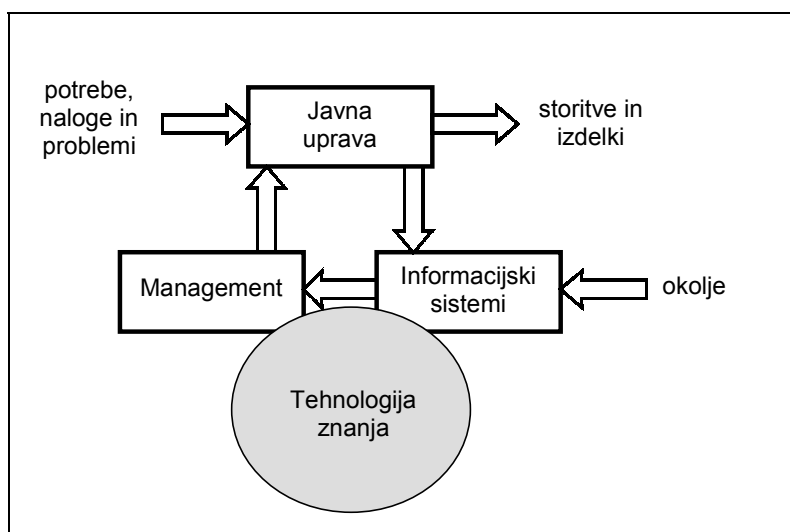 potrebe,
naloge in
problemi
Javna
uprava
storitve in
izdelki
Management
Informacijski
sistemi
okolje
Tehnologija
znanja